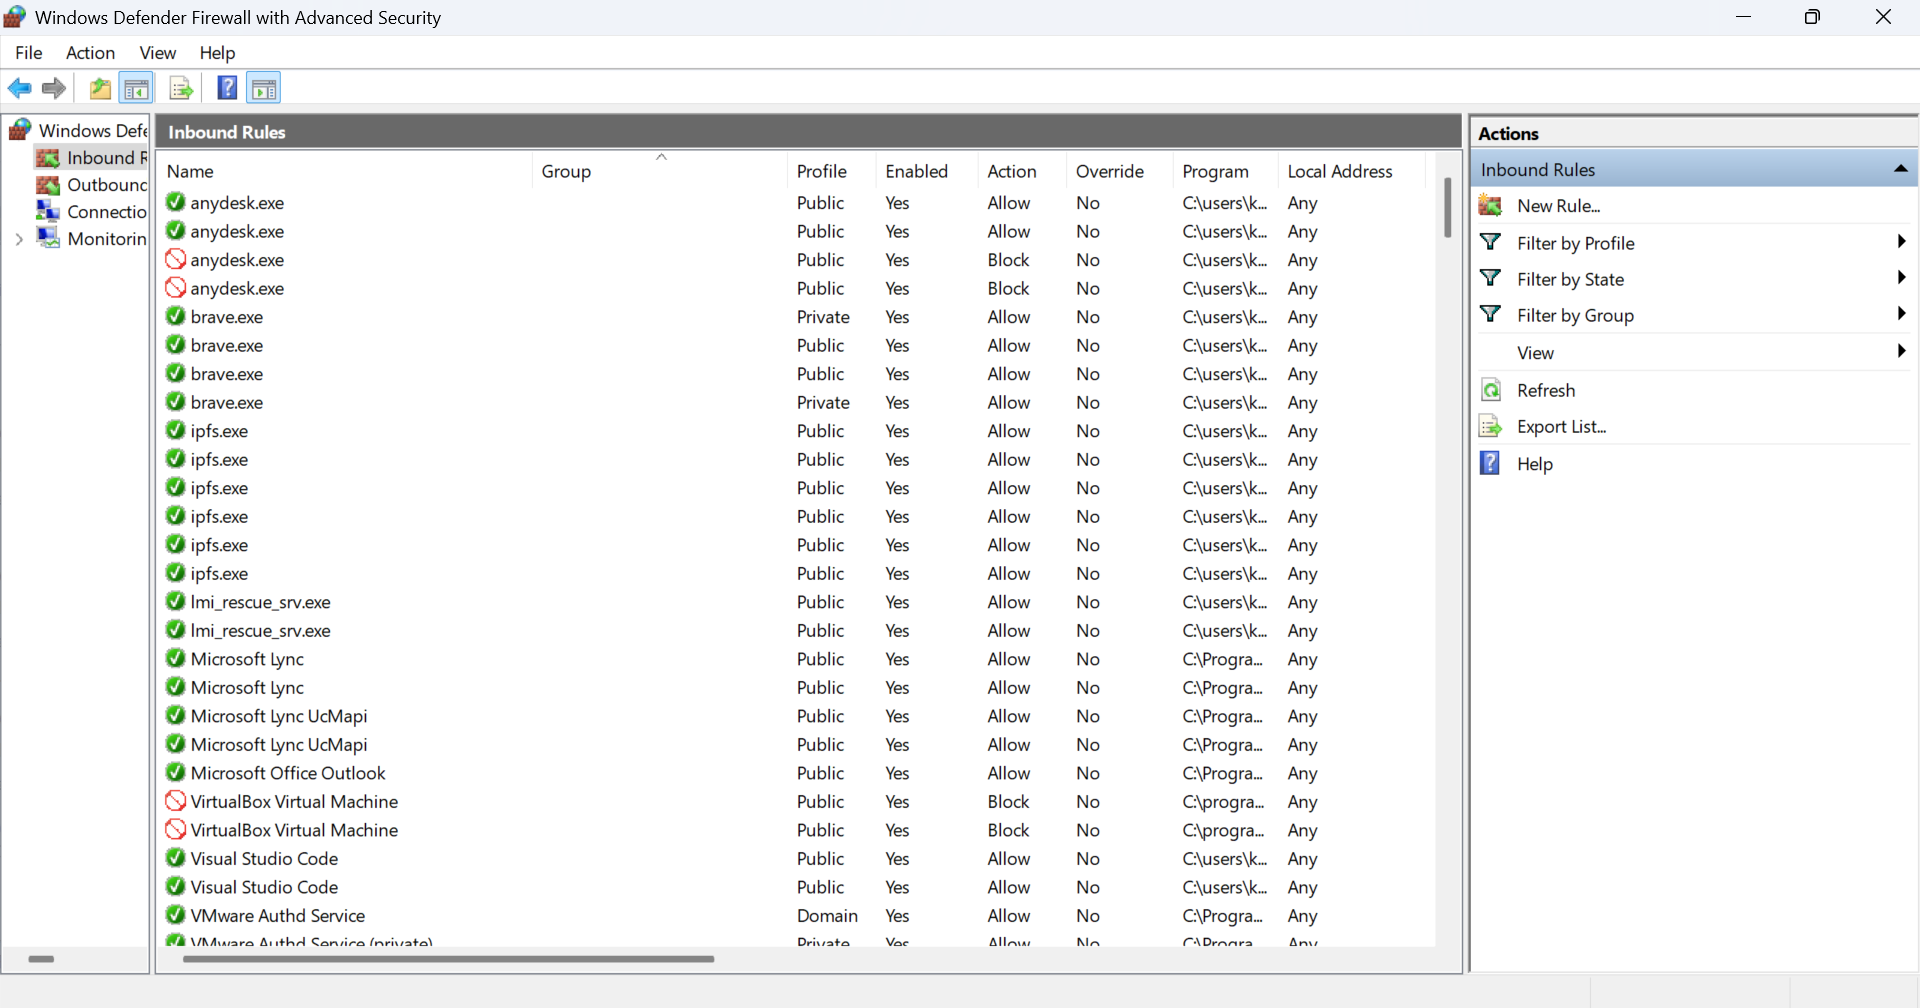 Windows Defender Firewall with Advanced Security
File Action View Help
Windows Defe
Inbound R
Outbound
Connectio
Monitorin
Inbound Rules
Name Group Profile Enabled Action Override Program Local Address
anydesk.exe Public Yes Allow No C:\users\k... Any
anydesk.exe Public Yes Allow No C:\users\k... Any
anydesk.exe Public Yes Block No C:\users\k... Any
anydesk.exe Public Yes Block No C:\users\k... Any
brave.exe Private Yes Allow No C:\users\k... Any
brave.exe Public Yes Allow No C:\users\k... Any
brave.exe Public Yes Allow No C:\users\k... Any
brave.exe Private Yes Allow No C:\users\k... Any
ipfs.exe Public Yes Allow No C:\users\k... Any
ipfs.exe Public Yes Allow No C:\users\k... Any
ipfs.exe Public Yes Allow No C:\users\k... Any
ipfs.exe Public Yes Allow No C:\users\k... Any
ipfs.exe Public Yes Allow No C:\users\k... Any
ipfs.exe Public Yes Allow No C:\users\k... Any
lmi_rescue_srv.exe Public Yes Allow No C:\users\k... Any
lmi_rescue_srv.exe Public Yes Allow No C:\users\k... Any
Microsoft Lync Public Yes Allow No C:\Progra... Any
Microsoft Lync Public Yes Allow No C:\Progra... Any
Microsoft Lync UcMapi Public Yes Allow No C:\Progra... Any
Microsoft Lync UcMapi Public Yes Allow No C:\Progra... Any
Microsoft Office Outlook Public Yes Allow No C:\Progra... Any
VirtualBox Virtual Machine Public Yes Block No C:\progra... Any
VirtualBox Virtual Machine Public Yes Block No C:\progra... Any
Visual Studio Code Public Yes Allow No C:\users\k... Any
Visual Studio Code Public Yes Allow No C:\users\k... Any
VMware Authd Service Domain Yes Allow No C:\Progra... Any
VMware Authd Service (private) Private Yes Allow No C:\Progra... Any
Actions
Inbound Rules
New Rule...
Filter by Profile
Filter by State
Filter by Group
View
Refresh
Export List...
Help